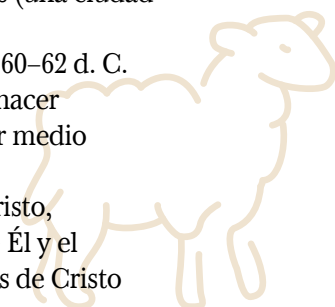 (una ciudad
60–62 d. C.
nacer
medio
risto,
Él y el
s de Cristo